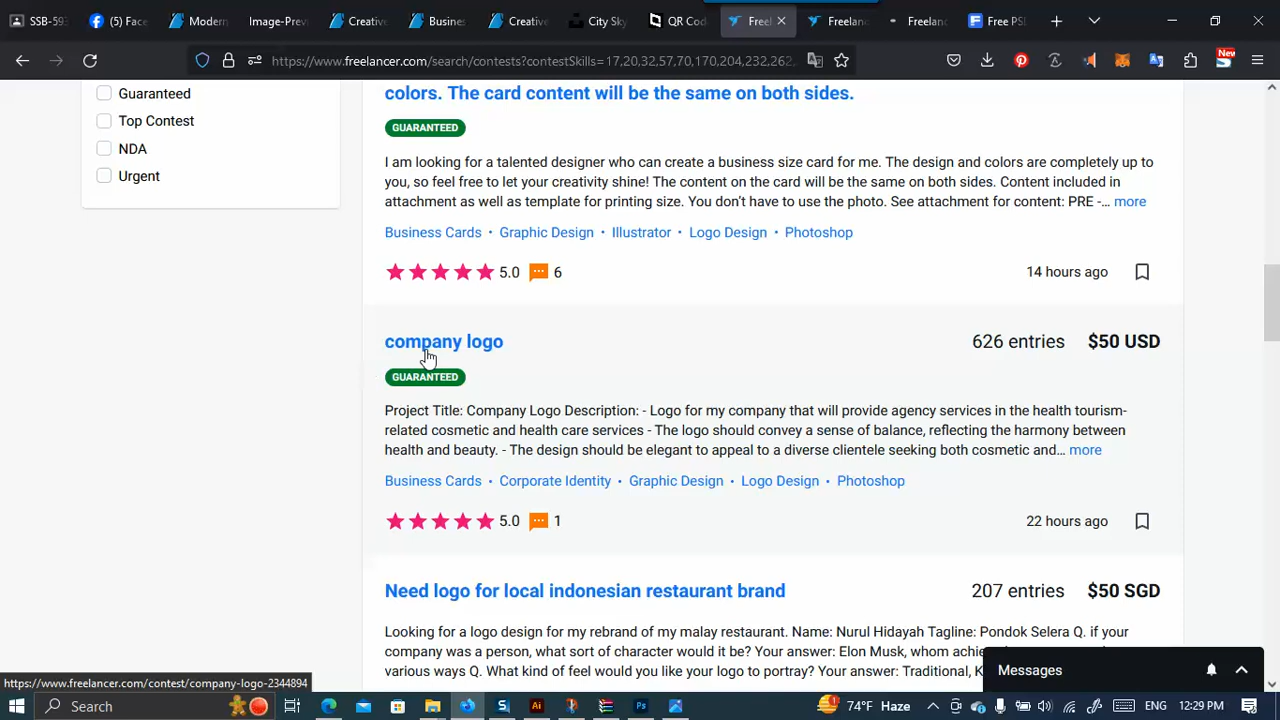 SSB-593
(5) Face
Modern
Image-Previ
Creative
Busines
Creative
City Sky
QR Cod
Freel
Freelanc
Freelanc
Free PSD
https://www.freelancer.com/search/contests?contestSkills=17,20,32,57,70,170,204,232,262,
New
Guaranteed
Top Contest
NDA
Urgent
colors. The card content will be the same on both sides.
GUARANTEED
I am looking for a talented designer who can create a business size card for me. The design and colors are completely up to
you, so feel free to let your creativity shine! The content on the card will be the same on both sides. Content included in
attachment as well as template for printing size. You don't have to use the photo. See attachment for content: PRE -... more
Business Cards • Graphic Design • Illustrator • Logo Design • Photoshop
5.0 6 14 hours ago
company logo 626 entries $50 USD
GUARANTEED
Project Title: Company Logo Description: - Logo for my company that will provide agency services in the health tourism-
related cosmetic and health care services - The logo should convey a sense of balance, reflecting the harmony between
health and beauty. - The design should be elegant to appeal to a diverse clientele seeking both cosmetic and... more
Business Cards • Corporate Identity • Graphic Design • Logo Design • Photoshop
5.0 1 22 hours ago
Need logo for local indonesian restaurant brand 207 entries $50 SGD
Looking for a logo design for my rebrand of my malay restaurant. Name: Nurul Hidayah Tagline: Pondok Selera Q. if your
company was a person, what sort of character would it be? Your answer: Elon Musk, whom achie
various ways Q. What kind of feel would you like your logo to portray? Your answer: Traditional, K
Messages
https://www.freelancer.com/contest/company-logo-2344894
Search
74°F Haze
ENG 12:29 PM